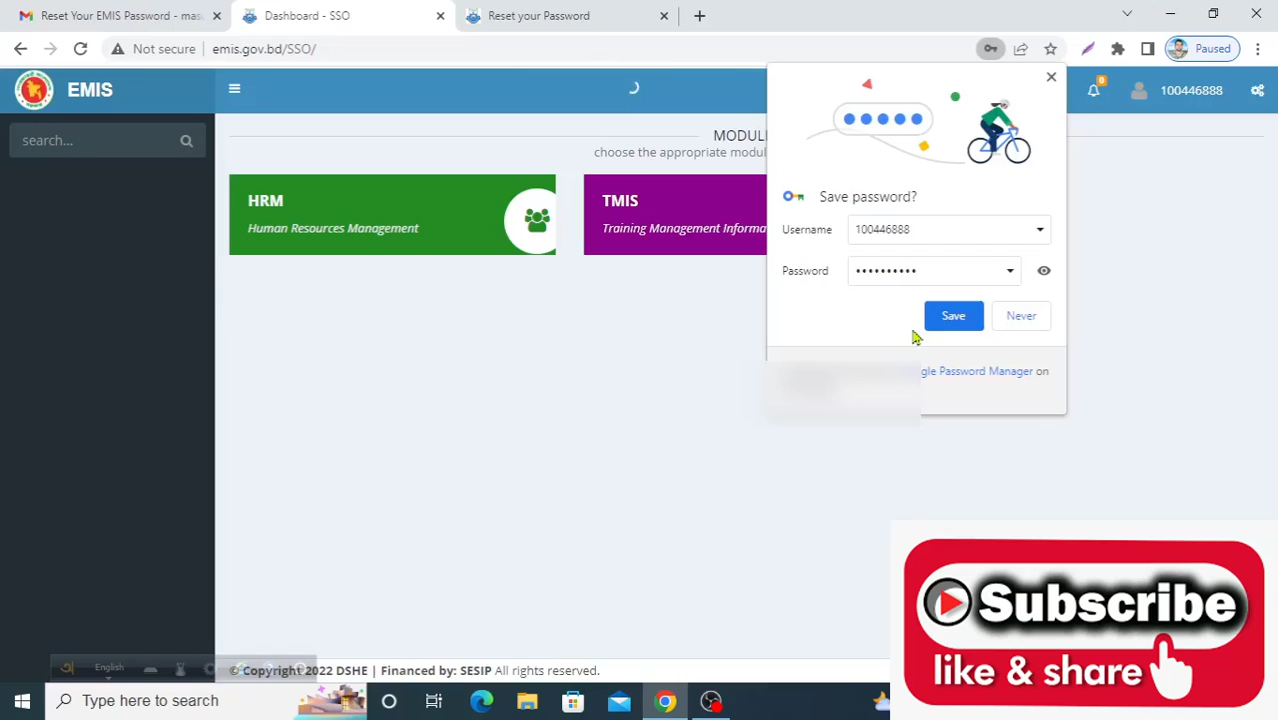 Reset Your EMIS Password - mas
Dashboard - SSO
Reset your Password
Not secure
emis.gov.bd/SSO/
Paused
EMIS
0
100446888
search...
MODUL
choose the appropriate modul
HRM
Human Resources Management
TMIS
Training Management Informa
Save password?
Username
100446888
Password
••••••••••
Save
Never
gle Password Manager on
English
© Copyright 2022 DSHE | Financed by: SESIP All rights reserved.
Subscribe
like & share
Type here to search